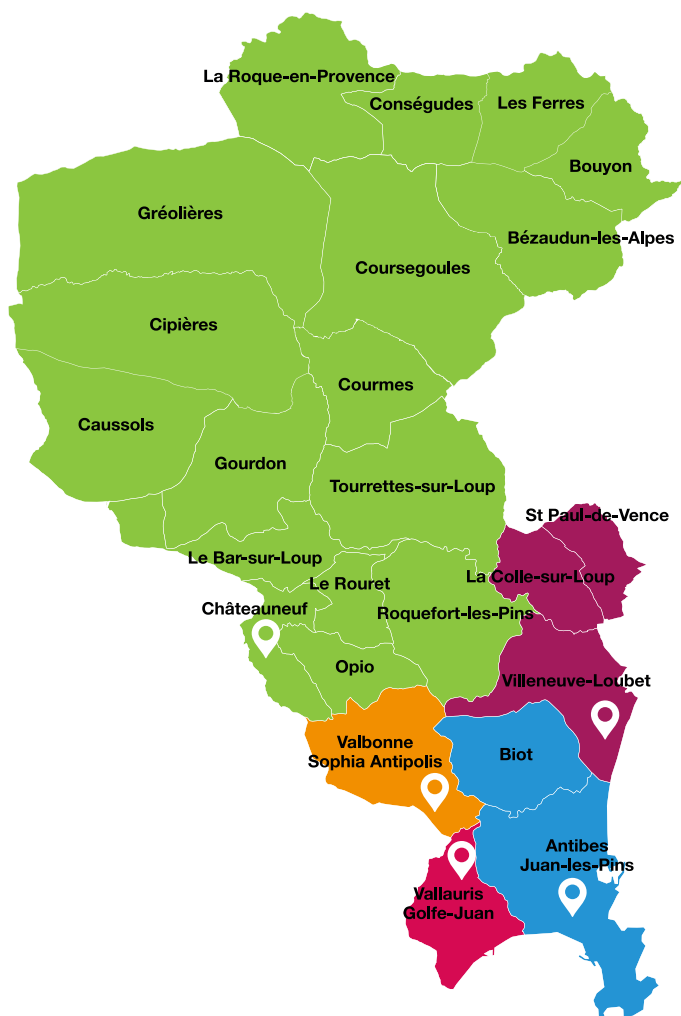 La Roque-en-Provence
Conségudes
Les Ferres
Bouyon
Gréolières
Bézaudun-les-Alpes
Coursegoules
Cipières
Courmes
Caussols
Gourdon
Tourrettes-sur-Loup
St Paul-de-Vence
Le Bar-sur-Loup
La Colle-sur-Loup
Le Rouret
Châteauneuf
Roquefort-les-Pins
Opio
Villeneuve-Loubet
Valbonne
Sophia Antipolis
Biot
Antibes
Juan-les-Pins
Vallauris
Golfe-Juan